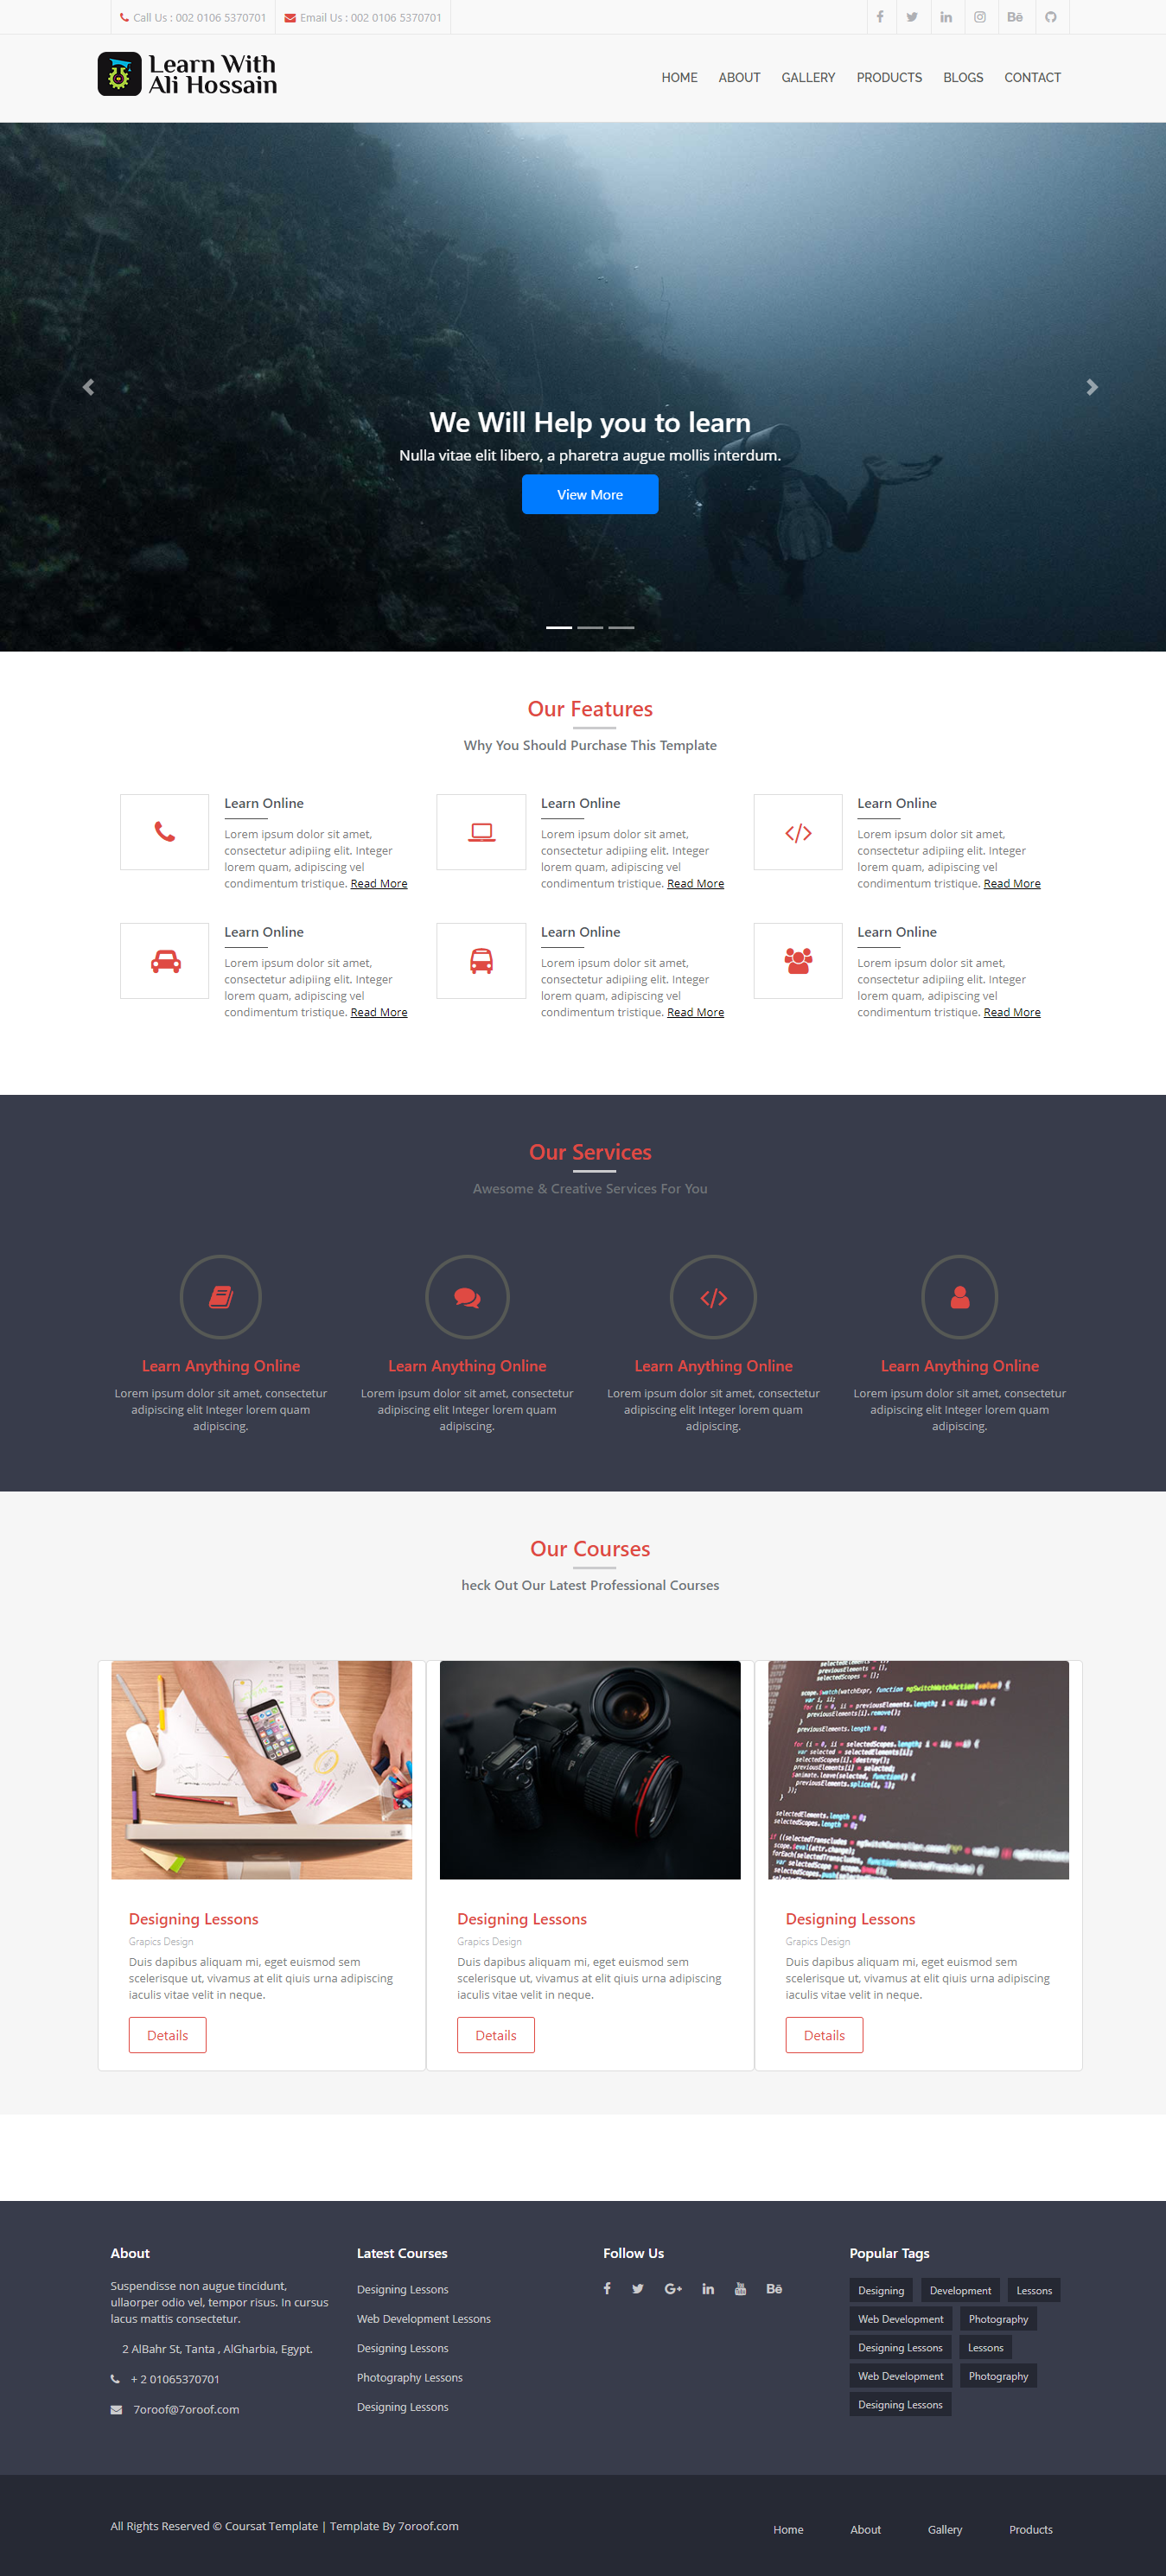 Call Us : 002 0106 5370701
Email Us : 002 0106 5370701
Learn With
Ali Hossain
HOME ABOUT GALLERY PRODUCTS BLOGS CONTACT
We Will Help you to learn
Nulla vitae elit libero, a pharetra augue mollis interdum.
View More
Our Features
Why You Should Purchase This Template
Learn Online
Lorem ipsum dolor sit amet,
consectetur adipiing elit. Integer
lorem quam, adipiscing vel
condimentum tristique. Read More
Learn Online
Lorem ipsum dolor sit amet,
consectetur adipiing elit. Integer
lorem quam, adipiscing vel
condimentum tristique. Read More
Learn Online
Lorem ipsum dolor sit amet,
consectetur adipiing elit. Integer
lorem quam, adipiscing vel
condimentum tristique. Read More
Learn Online
Lorem ipsum dolor sit amet,
consectetur adipiing elit. Integer
lorem quam, adipiscing vel
condimentum tristique. Read More
Learn Online
Lorem ipsum dolor sit amet,
consectetur adipiing elit. Integer
lorem quam, adipiscing vel
condimentum tristique. Read More
Learn Online
Lorem ipsum dolor sit amet,
consectetur adipiing elit. Integer
lorem quam, adipiscing vel
condimentum tristique. Read More
Our Services
Awesome & Creative Services For You
Learn Anything Online
Lorem ipsum dolor sit amet, consectetur
adipiscing elit Integer lorem quam
adipiscing.
Learn Anything Online
Lorem ipsum dolor sit amet, consectetur
adipiscing elit Integer lorem quam
adipiscing.
Learn Anything Online
Lorem ipsum dolor sit amet, consectetur
adipiscing elit Integer lorem quam
adipiscing.
Learn Anything Online
Lorem ipsum dolor sit amet, consectetur
adipiscing elit Integer lorem quam
adipiscing.
Our Courses
heck Out Our Latest Professional Courses
Designing Lessons
Grapics Design
Duis dapibus aliquam mi, eget euismod sem
scelerisque ut, vivamus at elit qiuis urna adipiscing
iaculis vitae velit in neque.
Details
Designing Lessons
Grapics Design
Duis dapibus aliquam mi, eget euismod sem
scelerisque ut, vivamus at elit qiuis urna adipiscing
iaculis vitae velit in neque.
Details
Designing Lessons
Grapics Design
Duis dapibus aliquam mi, eget euismod sem
scelerisque ut, vivamus at elit qiuis urna adipiscing
iaculis vitae velit in neque.
Details
About
Suspendisse non augue tincidunt,
ullaorper odio vel, tempor risus. In cursus
lacus mattis consectetur.
2 AlBahr St, Tanta , AlGharbia, Egypt.
+ 2 01065370701
7oroof@7oroof.com
Latest Courses
Designing Lessons
Web Development Lessons
Designing Lessons
Photography Lessons
Designing Lessons
Follow Us
Popular Tags
Designing Development Lessons
Web Development Photography
Designing Lessons Lessons
Web Development Photography
Designing Lessons
All Rights Reserved © Coursat Template | Template By 7oroof.com
Home About Gallery Products